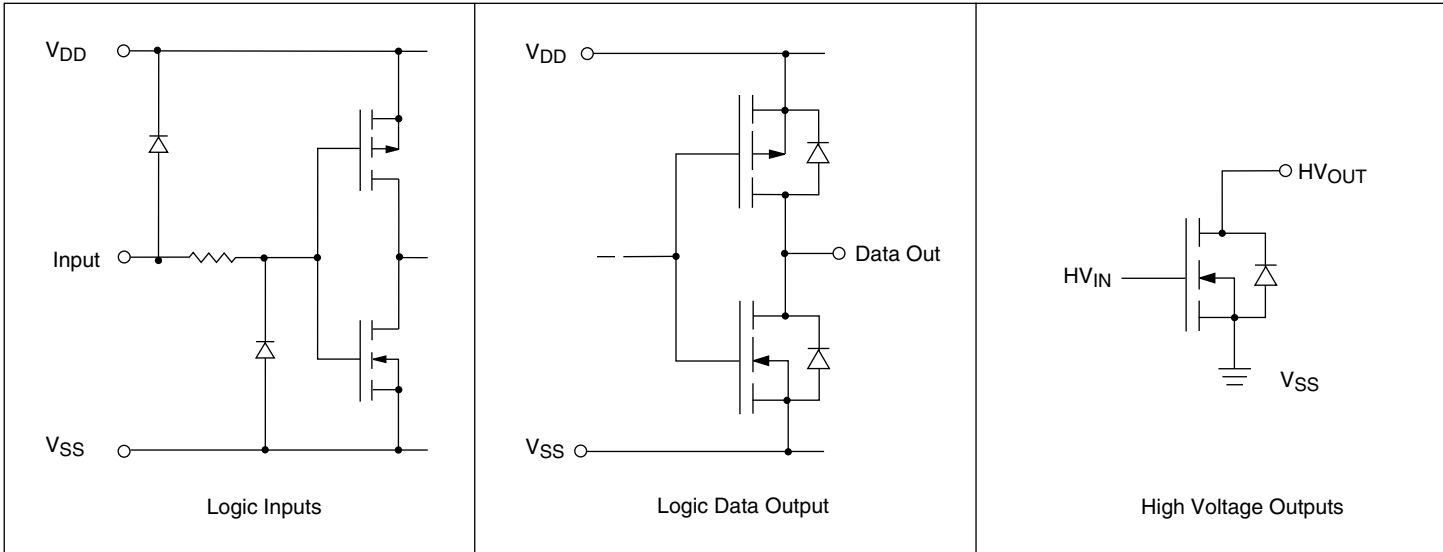 VDD
Input
VSS
Logic Inputs
VDD
Data Out
VSS
Logic Data Output
HVOUT
HVIN
VSS
High Voltage Outputs